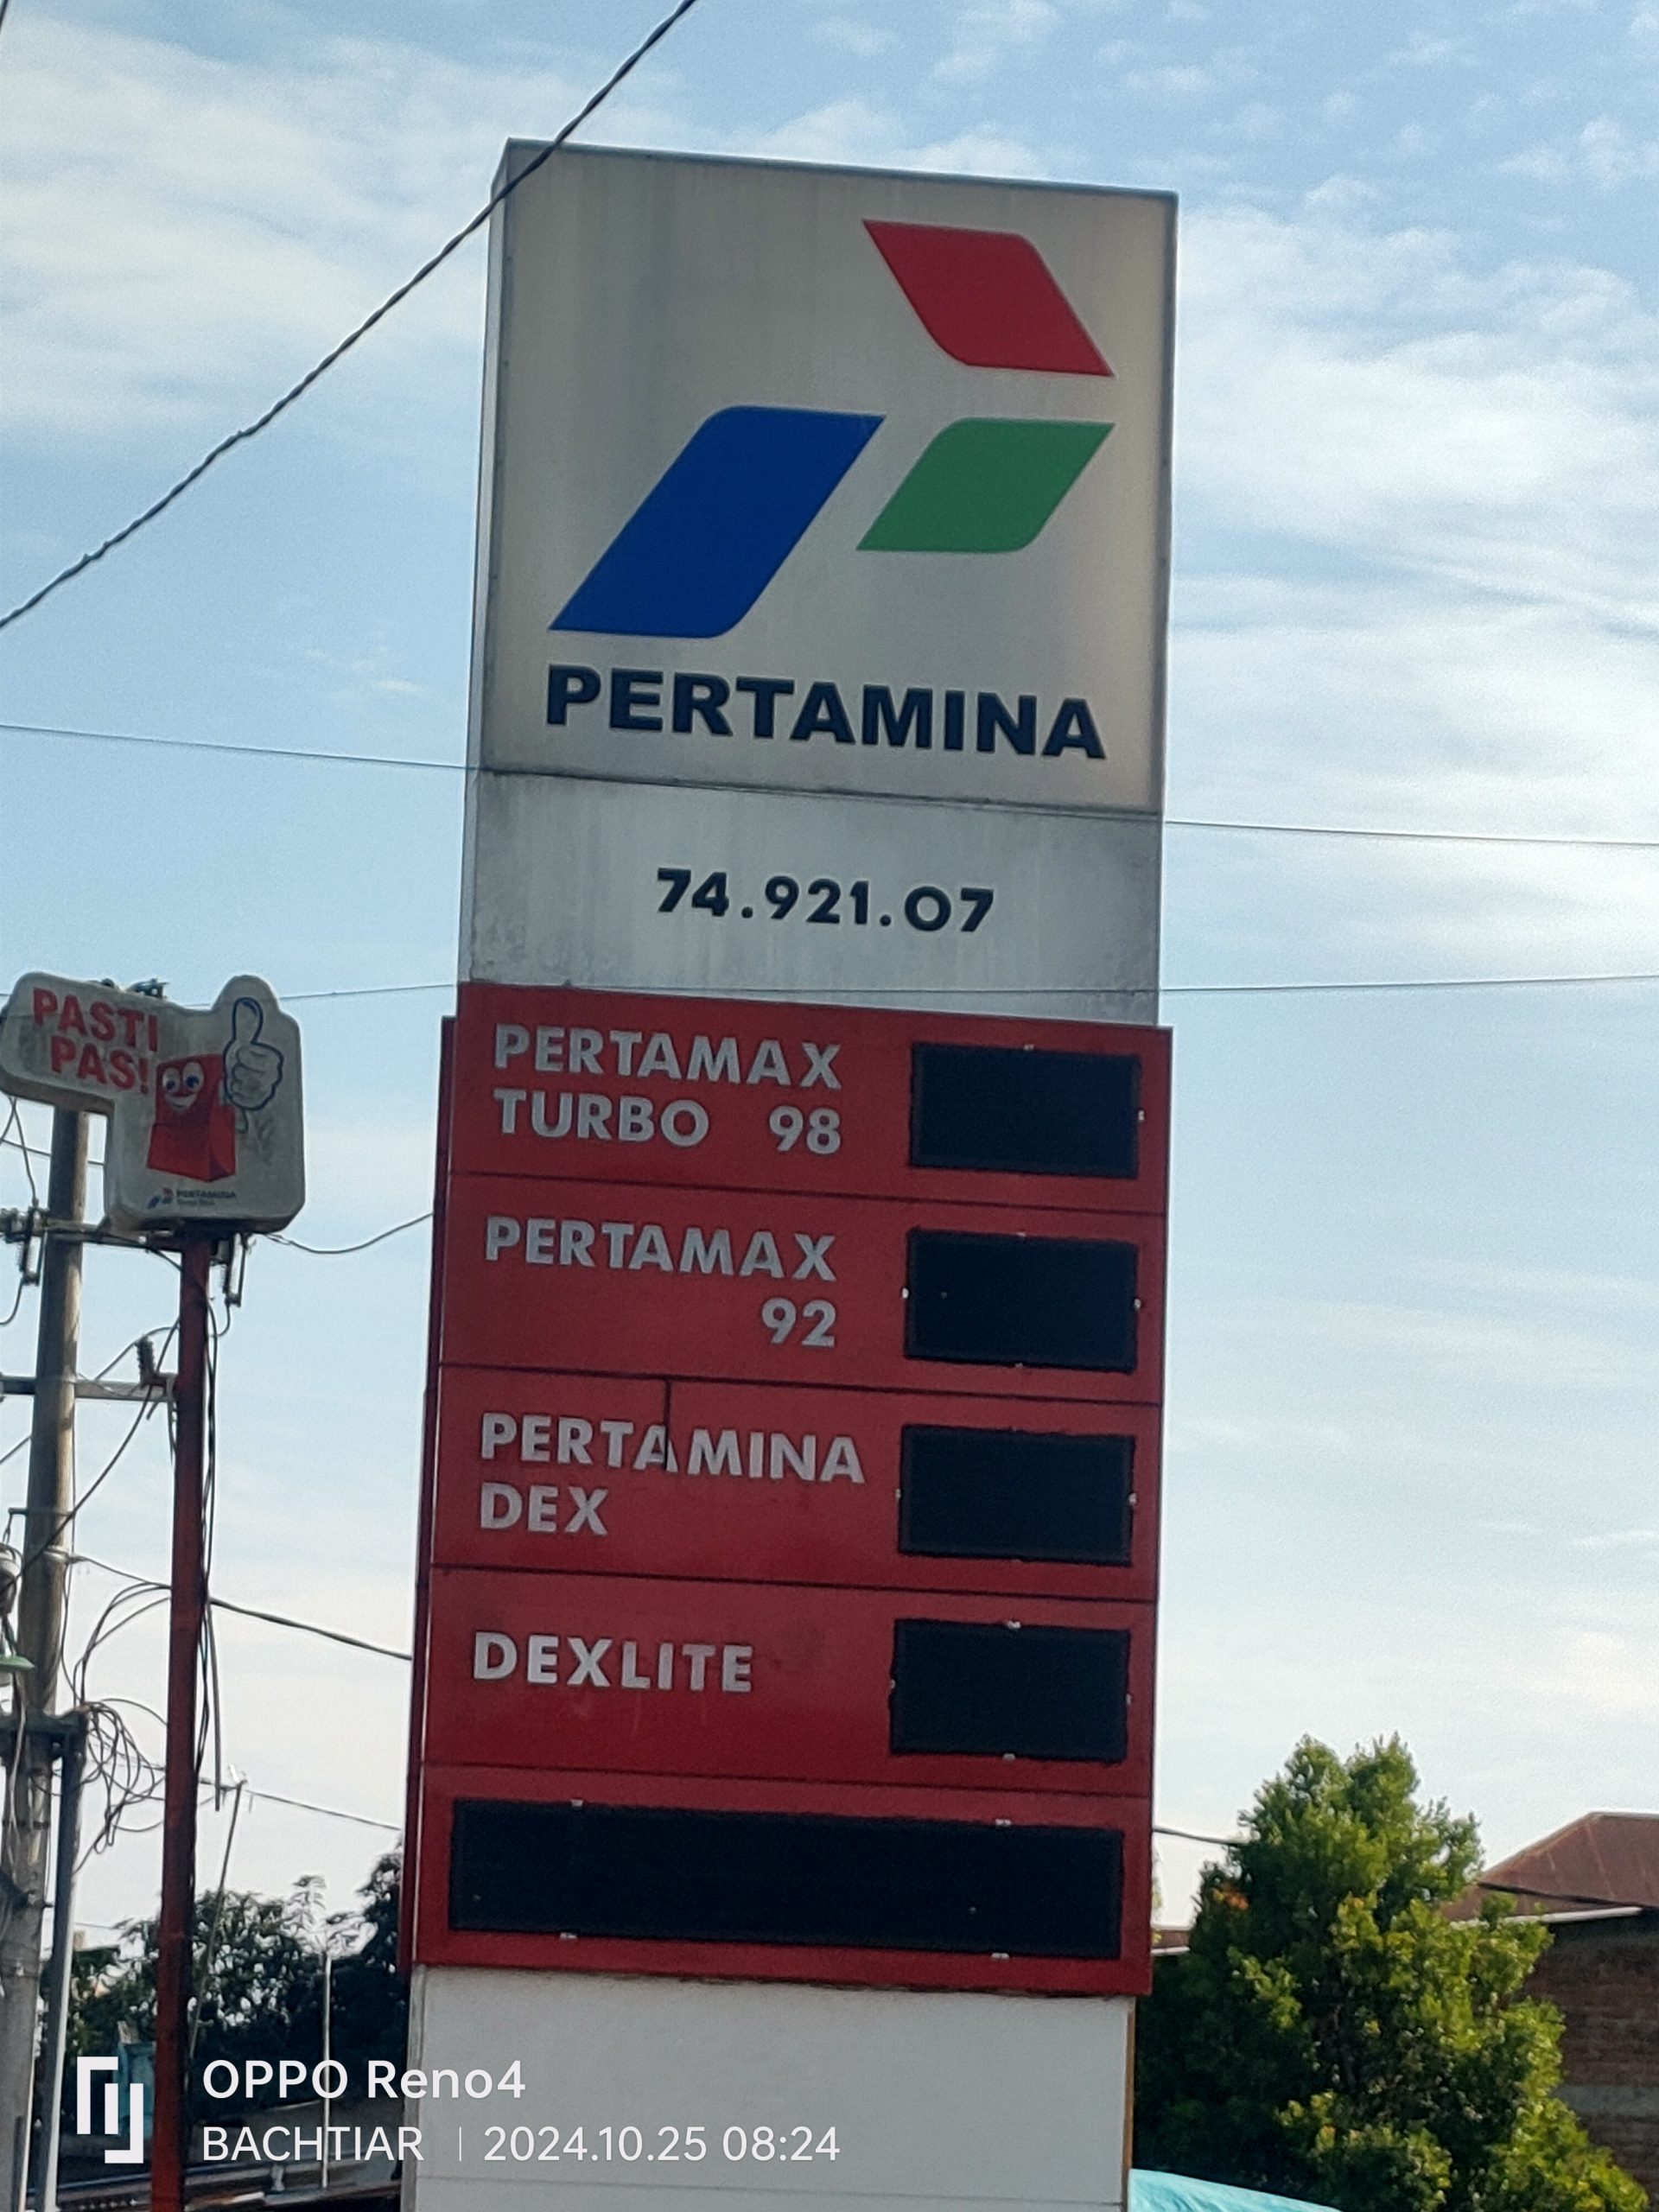 PERTAMINA
74.921.07
PASTI
PAS!
PERTAMINA
PERTAMAX
TURBO 98
PERTAMAX
92
PERTAMINA
DEX
DEXLITE
OPPO Reno4
BACHTIAR | 2024.10.25 08:24